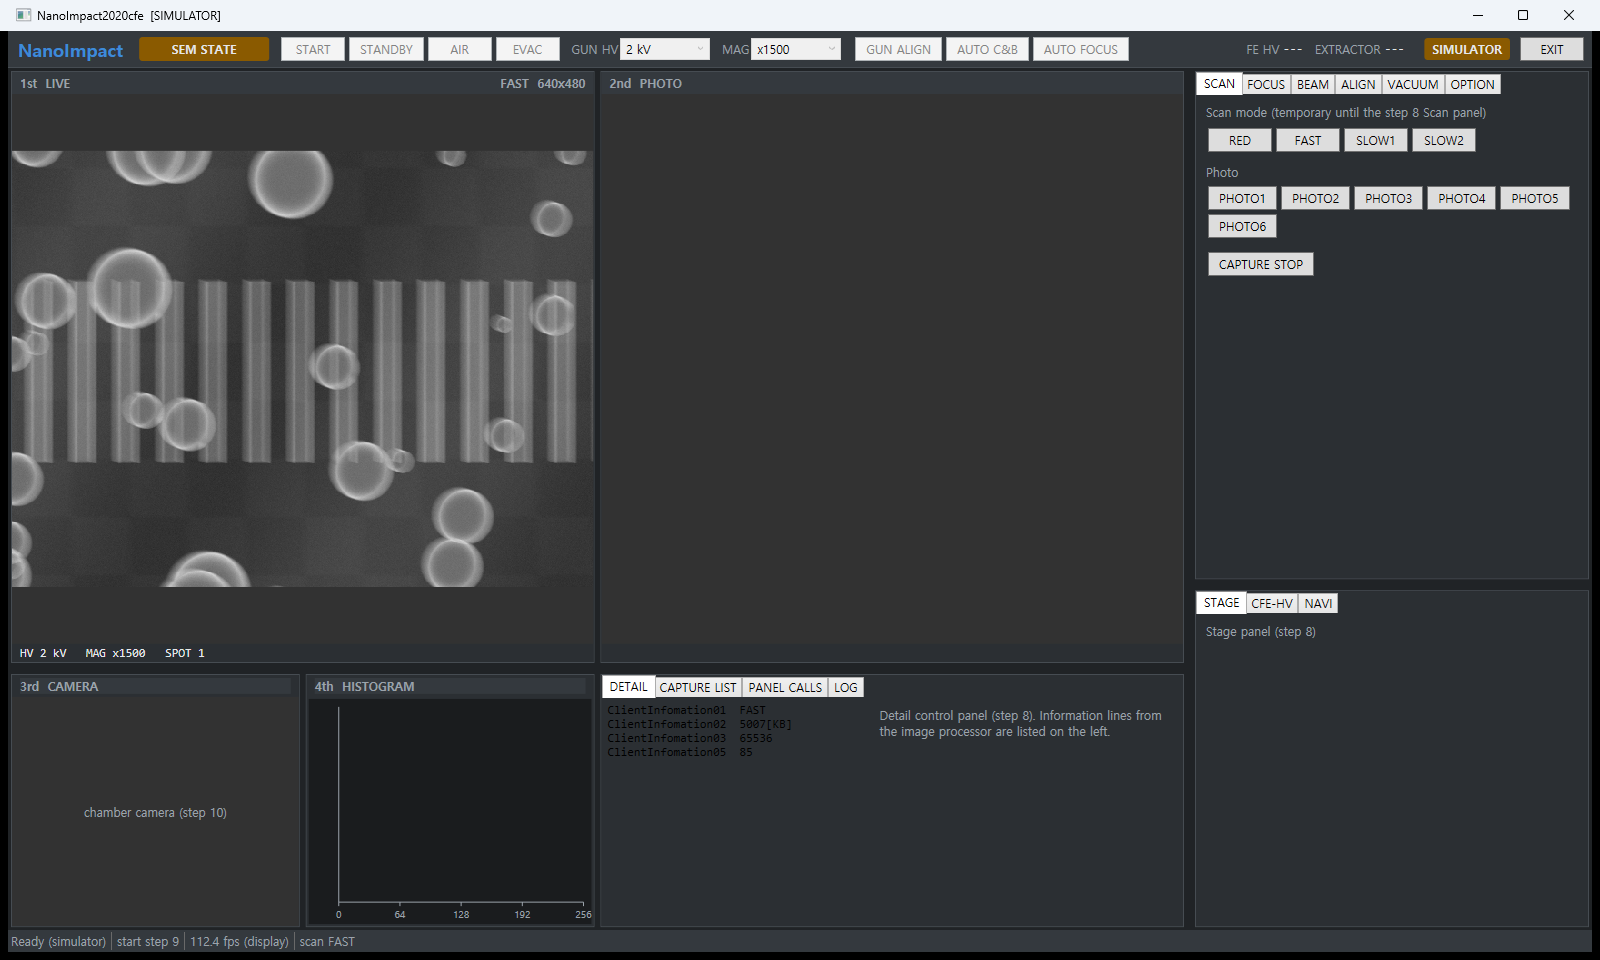 NanoImpact2020cfe [SIMULATOR]
NanoImpact SEM STATE START STANDBY AIR EVAC GUN HV 2 kV MAG x1500 GUN ALIGN AUTO C&B AUTO FOCUS FE HV --- EXTRACTOR --- SIMULATOR EXIT
1st LIVE FAST 640x480
2nd PHOTO
SCAN FOCUS BEAM ALIGN VACUUM OPTION
Scan mode (temporary until the step 8 Scan panel)
RED FAST SLOW1 SLOW2
Photo
PHOTO1 PHOTO2 PHOTO3 PHOTO4 PHOTO5
PHOTO6
CAPTURE STOP
HV 2 kV MAG x1500 SPOT 1
STAGE CFE-HV NAVI
Stage panel (step 8)
3rd CAMERA
chamber camera (step 10)
4th HISTOGRAM
0 64 128 192 256
DETAIL CAPTURE LIST PANEL CALLS LOG
ClientInfomation01 FAST
ClientInfomation02 5007[KB]
ClientInfomation03 65536
ClientInfomation05 85
Detail control panel (step 8). Information lines from
the image processor are listed on the left.
Ready (simulator) start step 9 112.4 fps (display) scan FAST